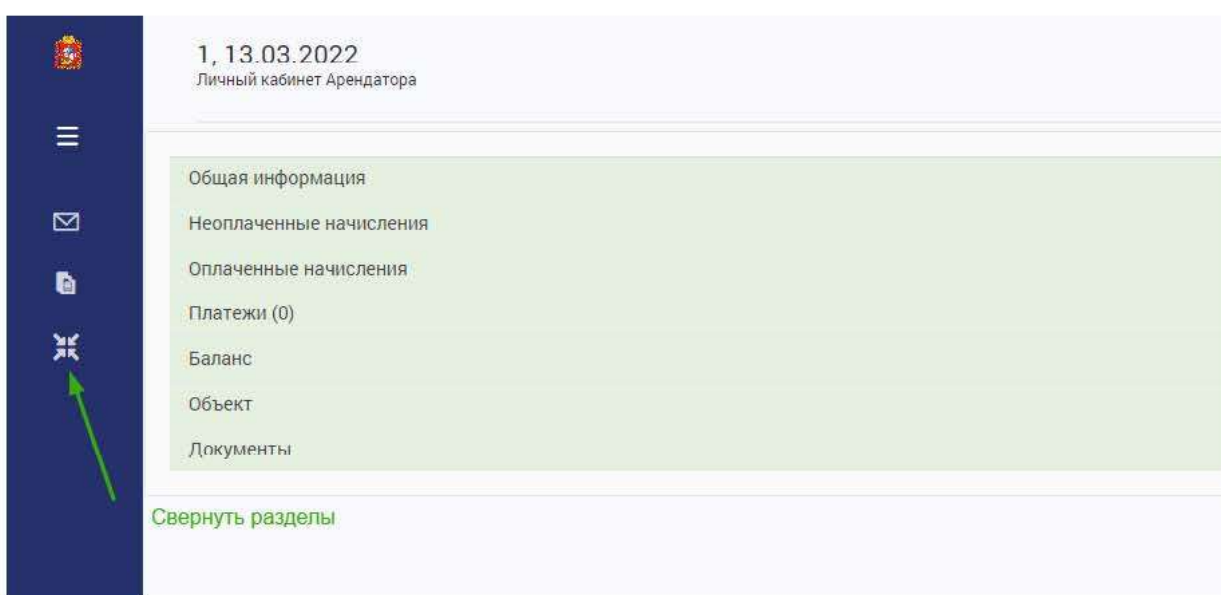 1, 13.03.2022
Личный кабинет Арендатора
Общая информация
Неоплаченные начисления
Оплаченные начисления
Платежи (0)
Баланс
Объект
Документы
Свернуть разделы